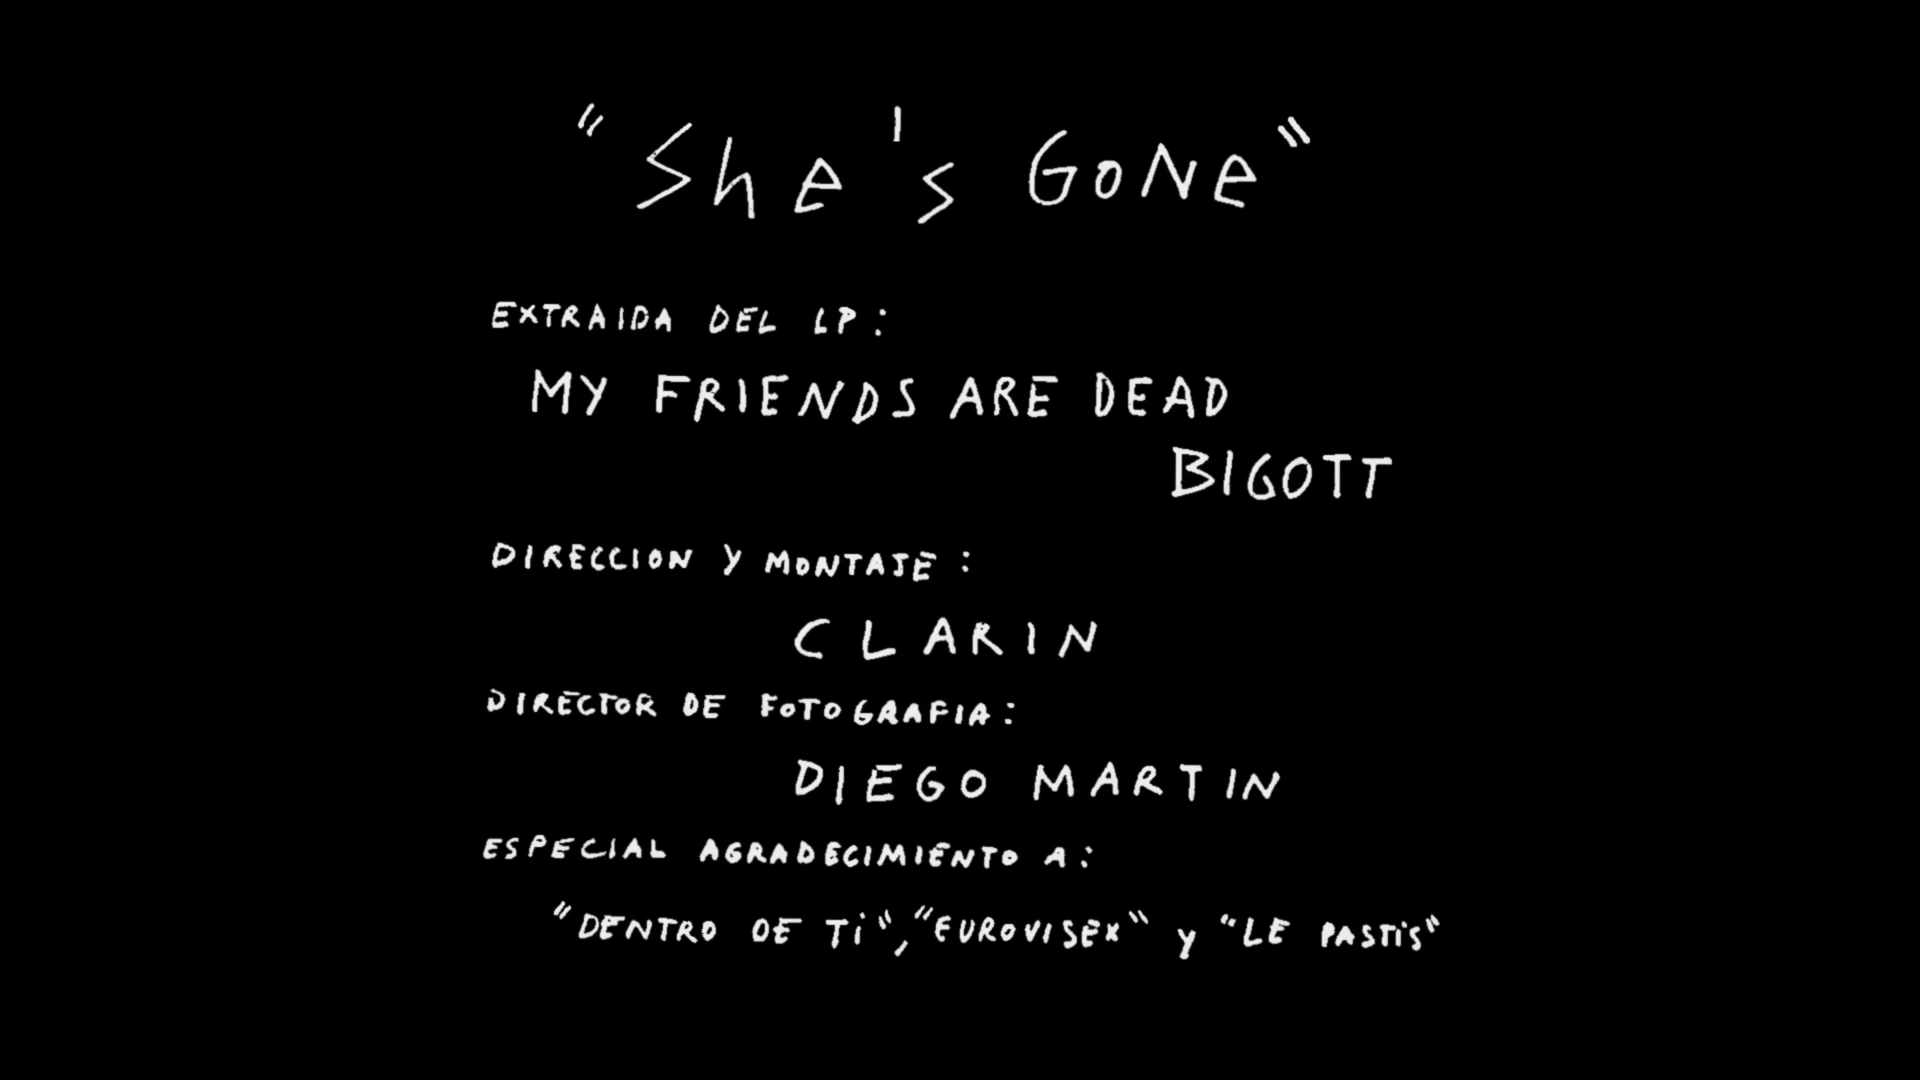 "She's GoNe"
EXTRAIDA DEL LP:
MY FRIENDS ARE DEAD
BIGOTT
DIRECCION Y MONTAJE:
CLARIN
DIRECTOR DE FOTOGRAFIA:
DIEGO MARTIN
ESPECIAL AGRADECIMIENTO A:
"DENTRO DE Ti", "EUROVISEX" y "LE PASTiS"